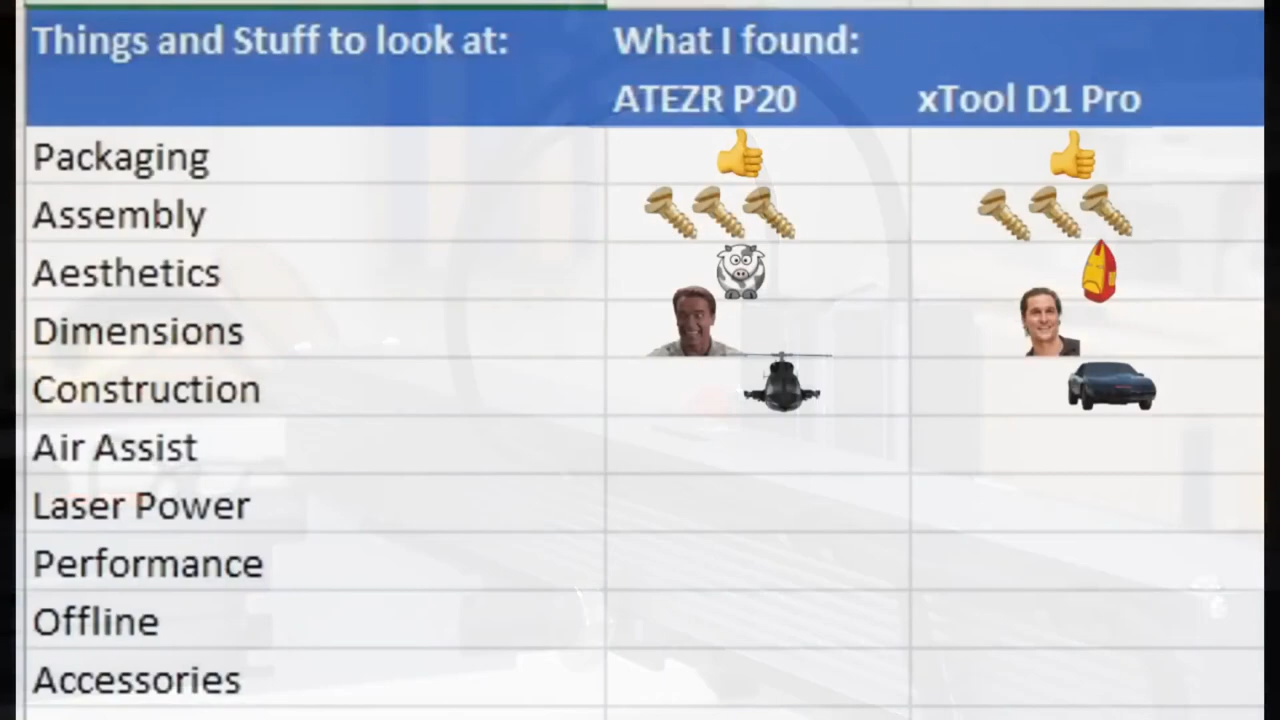 Things and Stuff to look at: What I found:
ATEZR P20 xTool D1 Pro
Packaging
Assembly
Aesthetics
Dimensions
Construction
Air Assist
Laser Power
Performance
Offline
Accessories